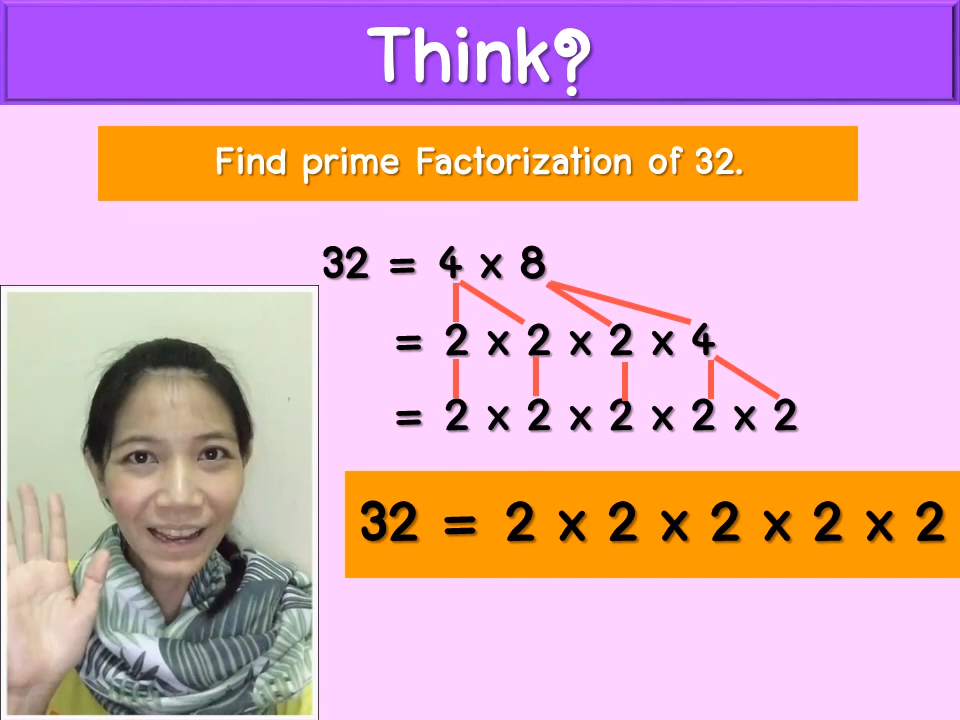 Think?
Find prime Factorization of 32.
32 = 4 x 8
= 2 x 2 x 2 x 4
= 2 x 2 x 2 x 2 x 2
32 = 2 x 2 x 2 x 2 x 2